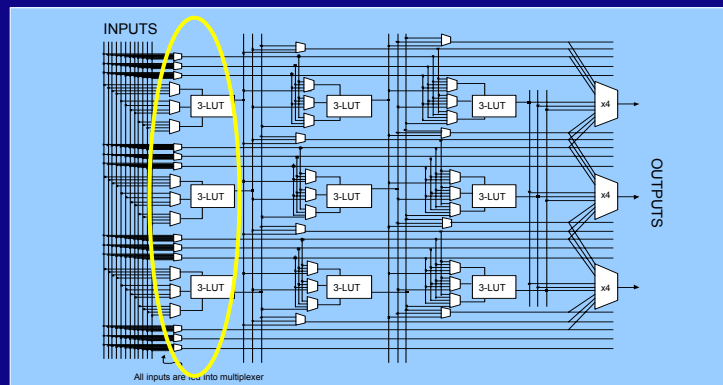 INPUTS
3-LUT
3-LUT
3-LUT
x4
3-LUT
3-LUT
3-LUT
x4
OUTPUTS
3-LUT
3-LUT
3-LUT
x4
All inputs are fed into multiplexer